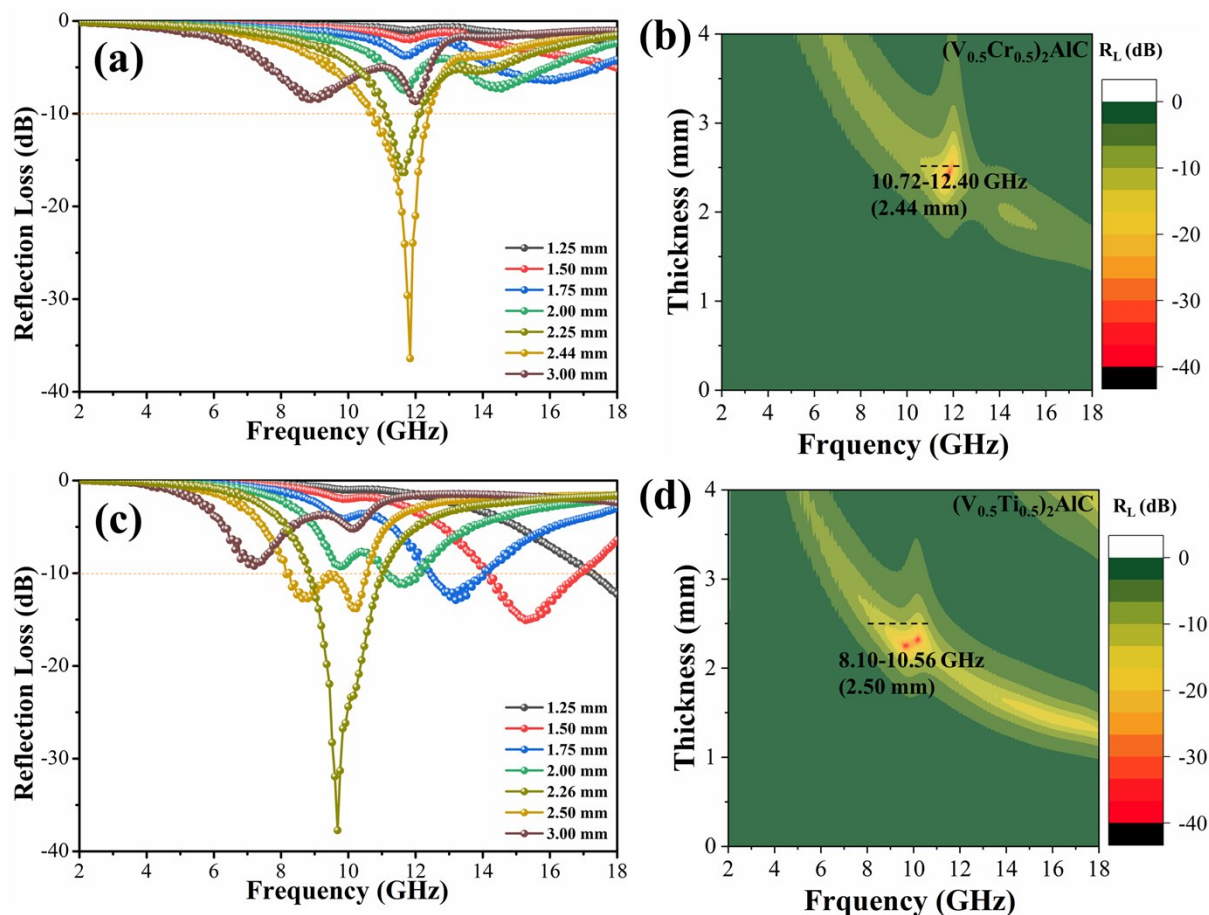 (a)
Reflection Loss (dB)
0
-10
-20
-30
-40
1.25 mm
1.50 mm
1.75 mm
2.00 mm
2.25 mm
2.44 mm
3.00 mm
2 4 6 8 10 12 14 16 18
Frequency (GHz)
(b)
(V0.5Cr0.5)2AlC
RL (dB)
Thickness (mm)
4
3
2
1
0
10.72-12.40 GHz
(2.44 mm)
2 4 6 8 10 12 14 16 18
Frquency (GHz)
0
-10
-20
-30
-40
(c)
Reflection Loss (dB)
0
-10
-20
-30
-40
1.25 mm
1.50 mm
1.75 mm
2.00 mm
2.26 mm
2.50 mm
3.00 mm
2 4 6 8 10 12 14 16 18
Frequency (GHz)
(d)
(V0.5Ti0.5)2AlC
RL (dB)
Thickness (mm)
4
3
2
1
0
8.10-10.56 GHz
(2.50 mm)
2 4 6 8 10 12 14 16 18
Frquency (GHz)
0
-10
-20
-30
-40